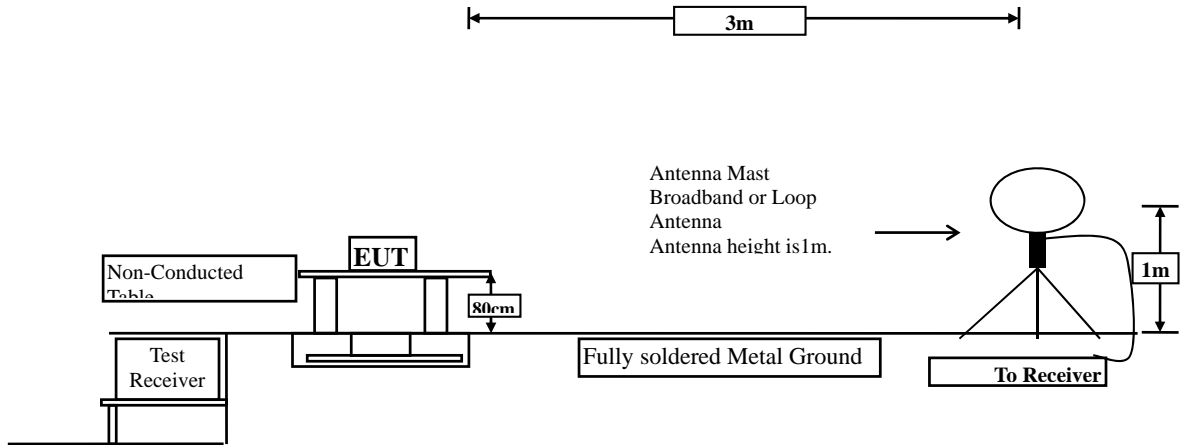 3m
Antenna Mast
Broadband or Loop
Antenna
Antenna height is1m.
EUT
Non-Conducted
Table
80cm
1m
Test
Receiver
Fully soldered Metal Ground
To Receiver